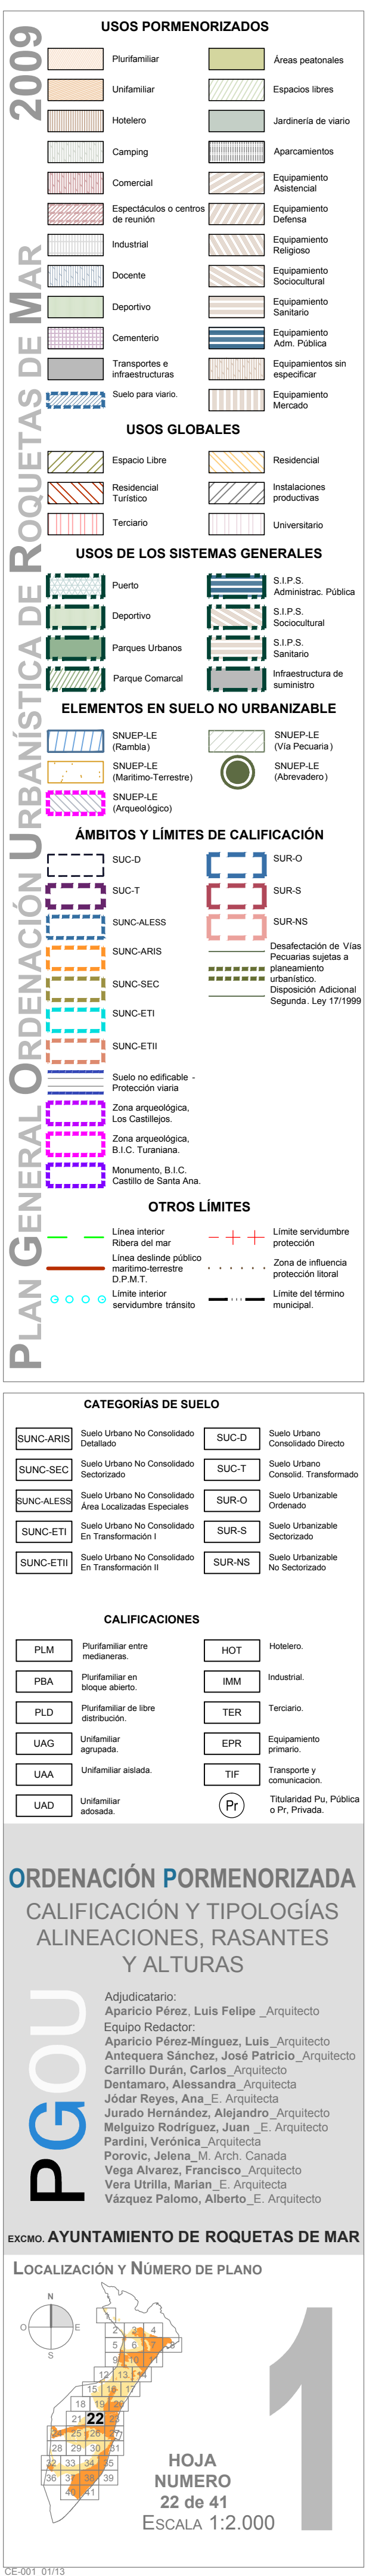 PLAN GENERAL ORDENACIÓN URBANÍSTICA DE ROQUETAS DE MAR 2009
USOS PORMENORIZADOS
Plurifamiliar
Áreas peatonales
Unifamiliar
Espacios libres
Hotelero
Jardinería de viario
Camping
Aparcamientos
Comercial
Equipamiento
Asistencial
Espectáculos o centros
de reunión
Equipamiento
Defensa
Industrial
Equipamiento
Religioso
Docente
Equipamiento
Sociocultural
Deportivo
Equipamiento
Sanitario
Cementerio
Equipamiento
Adm. Pública
Transportes e
infraestructuras
Equipamientos sin
especificar
Suelo para viario.
Equipamiento
Mercado
USOS GLOBALES
Espacio Libre
Residencial
Residencial
Turístico
Instalaciones
productivas
Terciario
Universitario
USOS DE LOS SISTEMAS GENERALES
Puerto
S.I.P.S.
Administrac. Pública
Deportivo
S.I.P.S.
Sociocultural
Parques Urbanos
S.I.P.S.
Sanitario
Parque Comarcal
Infraestructura de
suministro
ELEMENTOS EN SUELO NO URBANIZABLE
SNUEP-LE
(Rambla)
SNUEP-LE
(Vía Pecuaria)
SNUEP-LE
(Maritimo-Terrestre)
SNUEP-LE
(Abrevadero)
SNUEP-LE
(Arqueológico)
ÁMBITOS Y LÍMITES DE CALIFICACIÓN
SUC-D
SUR-O
SUC-T
SUR-S
SUNC-ALESS
SUR-NS
SUNC-ARIS
Desafectación de Vías
Pecuarias sujetas a
planeamiento
urbanístico.
Disposición Adicional
Segunda. Ley 17/1999
SUNC-SEC
SUNC-ETI
SUNC-ETII
Suelo no edificable -
Protección viaria
Zona arqueológica,
Los Castillejos.
Zona arqueológica,
B.I.C. Turaniana.
Monumento, B.I.C.
Castillo de Santa Ana.
OTROS LÍMITES
Línea interior
Ribera del mar
Límite servidumbre
protección
Línea deslinde público
maritimo-terrestre
D.P.M.T.
Zona de influencia
protección litoral
Límite interior
servidumbre tránsito
Límite del término
municipal.
CATEGORÍAS DE SUELO
SUNC-ARIS
Suelo Urbano No Consolidado
Detallado
SUC-D
Suelo Urbano
Consolidado Directo
SUNC-SEC
Suelo Urbano No Consolidado
Sectorizado
SUC-T
Suelo Urbano
Consolid. Transformado
SUNC-ALESS
Suelo Urbano No Consolidado
Área Localizadas Especiales
SUR-O
Suelo Urbanizable
Ordenado
SUNC-ETI
Suelo Urbano No Consolidado
En Transformación I
SUR-S
Suelo Urbanizable
Sectorizado
SUNC-ETII
Suelo Urbano No Consolidado
En Transformación II
SUR-NS
Suelo Urbanizable
No Sectorizado
CALIFICACIONES
PLM
Plurifamiliar entre
medianeras.
HOT
Hotelero.
PBA
Plurifamiliar en
bloque abierto.
IMM
Industrial.
PLD
Plurifamiliar de libre
distribución.
TER
Terciario.
UAG
Unifamiliar
agrupada.
EPR
Equipamiento
primario.
UAA
Unifamiliar aislada.
TIF
Transporte y
comunicacion.
UAD
Unifamiliar
adosada.
Pr
Titularidad Pu, Pública
o Pr, Privada.
ORDENACIÓN PORMENORIZADA
CALIFICACIÓN Y TIPOLOGÍAS
ALINEACIONES, RASANTES
Y ALTURAS
PGOU
Adjudicatario:
Aparicio Pérez, Luis Felipe _Arquitecto
Equipo Redactor:
Aparicio Pérez-Mínguez, Luis_Arquitecto
Antequera Sánchez, José Patricio_Arquitecto
Carrillo Durán, Carlos_Arquitecto
Dentamaro, Alessandra_Arquitecta
Jódar Reyes, Ana_E. Arquitecta
Jurado Hernández, Alejandro_Arquitecto
Melguizo Rodríguez, Juan _E. Arquitecto
Pardini, Verónica_Arquitecta
Porovic, Jelena_M. Arch. Canada
Vega Alvarez, Francisco_Arquitecto
Vera Utrilla, Marian_E. Arquitecta
Vázquez Palomo, Alberto_E. Arquitecto
EXCMO. AYUNTAMIENTO DE ROQUETAS DE MAR
LOCALIZACIÓN Y NÚMERO DE PLANO
N
O E
S
1
2 3 4
5 6 7 8
9 10 11
12 13 14
15 16 17
18 19 20
21 22 23
24 25 26 27
28 29 30 31
32 33 34 35
36 37 38 39
40 41
1
HOJA
NUMERO
22 de 41
ESCALA 1:2.000
CE-001 01/13